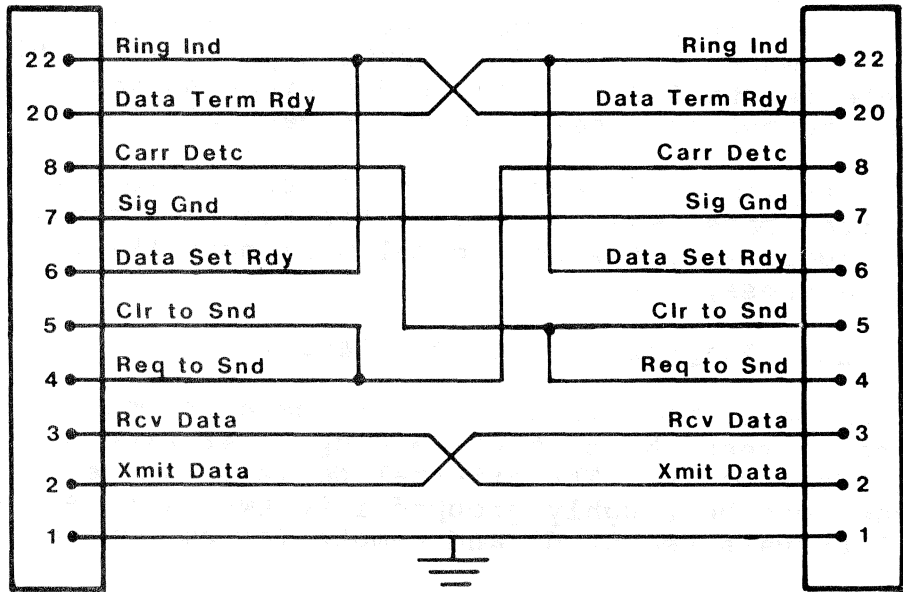 22 Ring Ind Ring Ind 22
20 Data Term Rdy Data Term Rdy 20
8 Carr Detc Carr Detc 8
7 Sig Gnd Sig Gnd 7
6 Data Set Rdy Data Set Rdy 6
5 Clr to Snd Clr to Snd 5
4 Req to Snd Req to Snd 4
3 Rcv Data Rcv Data 3
2 Xmit Data Xmit Data 2
1 1